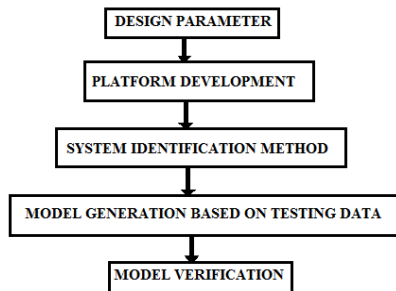 DESIGN PARAMETER
PLATFORM DEVELOPMENT
SYSTEM IDENTIFICATION METHOD
MODEL GENERATION BASED ON TESTING DATA
MODEL VERIFICATION